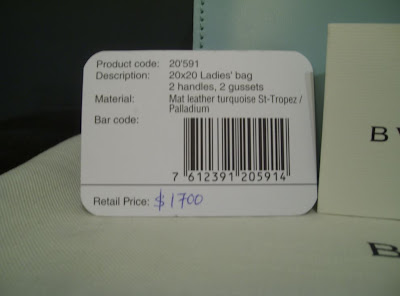 Product code: 20'591
Description: 20x20 Ladies' bag
2 handles, 2 gussets
Material: Mat leather turquoise St-Tropez /
Palladium
Bar code:
7 612391 205914
Retail Price: $1700
B V
B